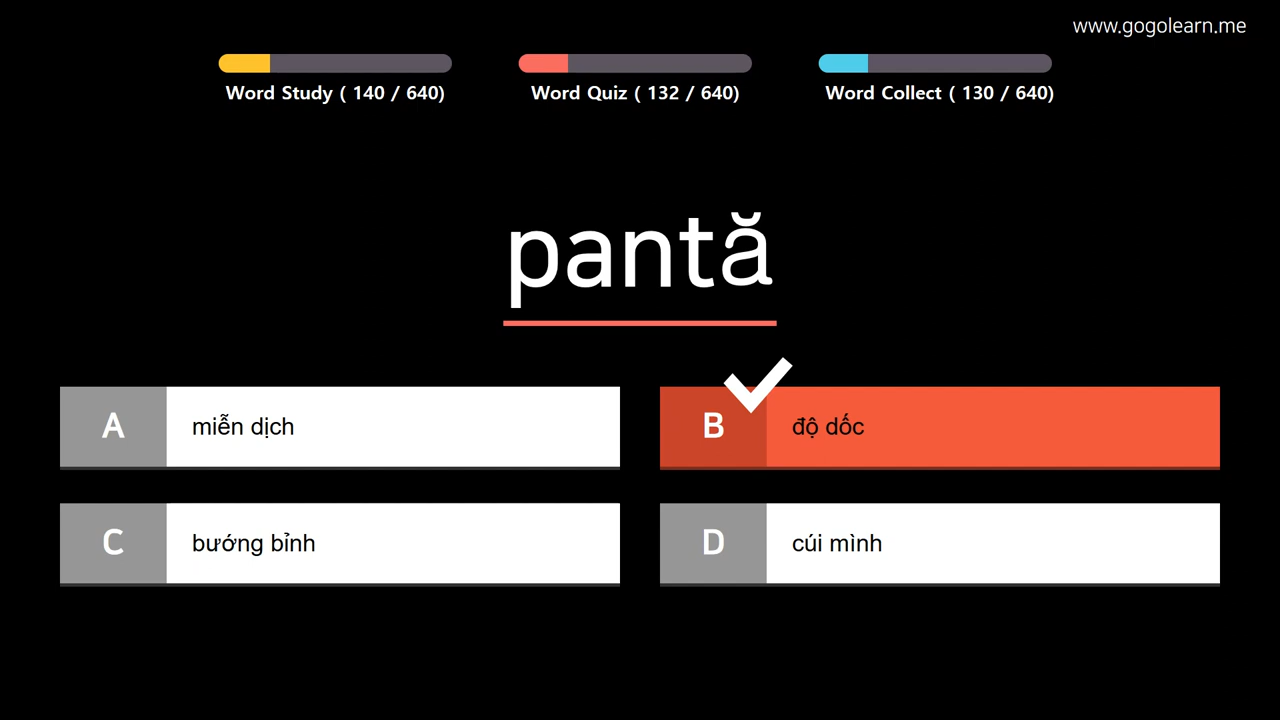 www.gogolearn.me
Word Study ( 140 / 640)
Word Quiz ( 132 / 640)
Word Collect ( 130 / 640)
pantă
A miễn dịch
B độ dốc
C bướng bỉnh
D cúi mình